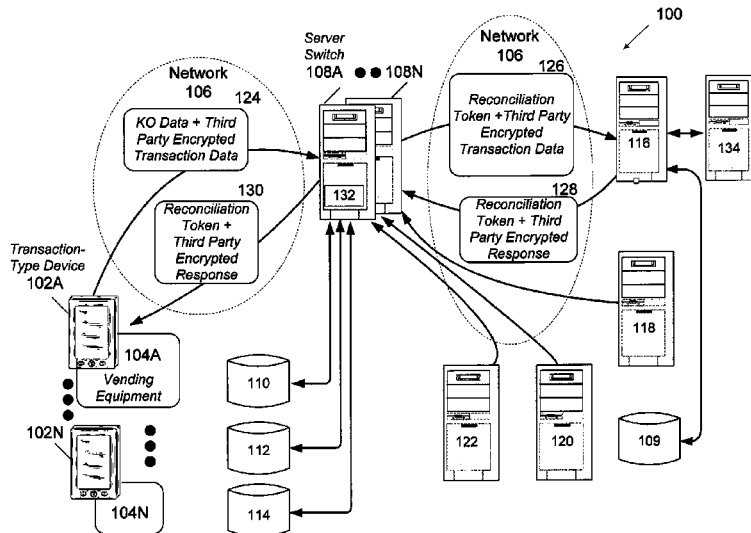 100
Server
Switch
108A
108N
Network
106
124
KO Data + Third
Party Encrypted
Transaction Data
130
Reconciliation
Token +
Third Party
Encrypted
Response
132
Network
106
126
Reconciliation
Token +Third Party
Encrypted
Transaction Data
128
Reconciliation
Token + Third
Party Encrypted
Response
116
134
118
Transaction-
Type Device
102A
104A
Vending
Equipment
102N
104N
110
112
114
122
120
109